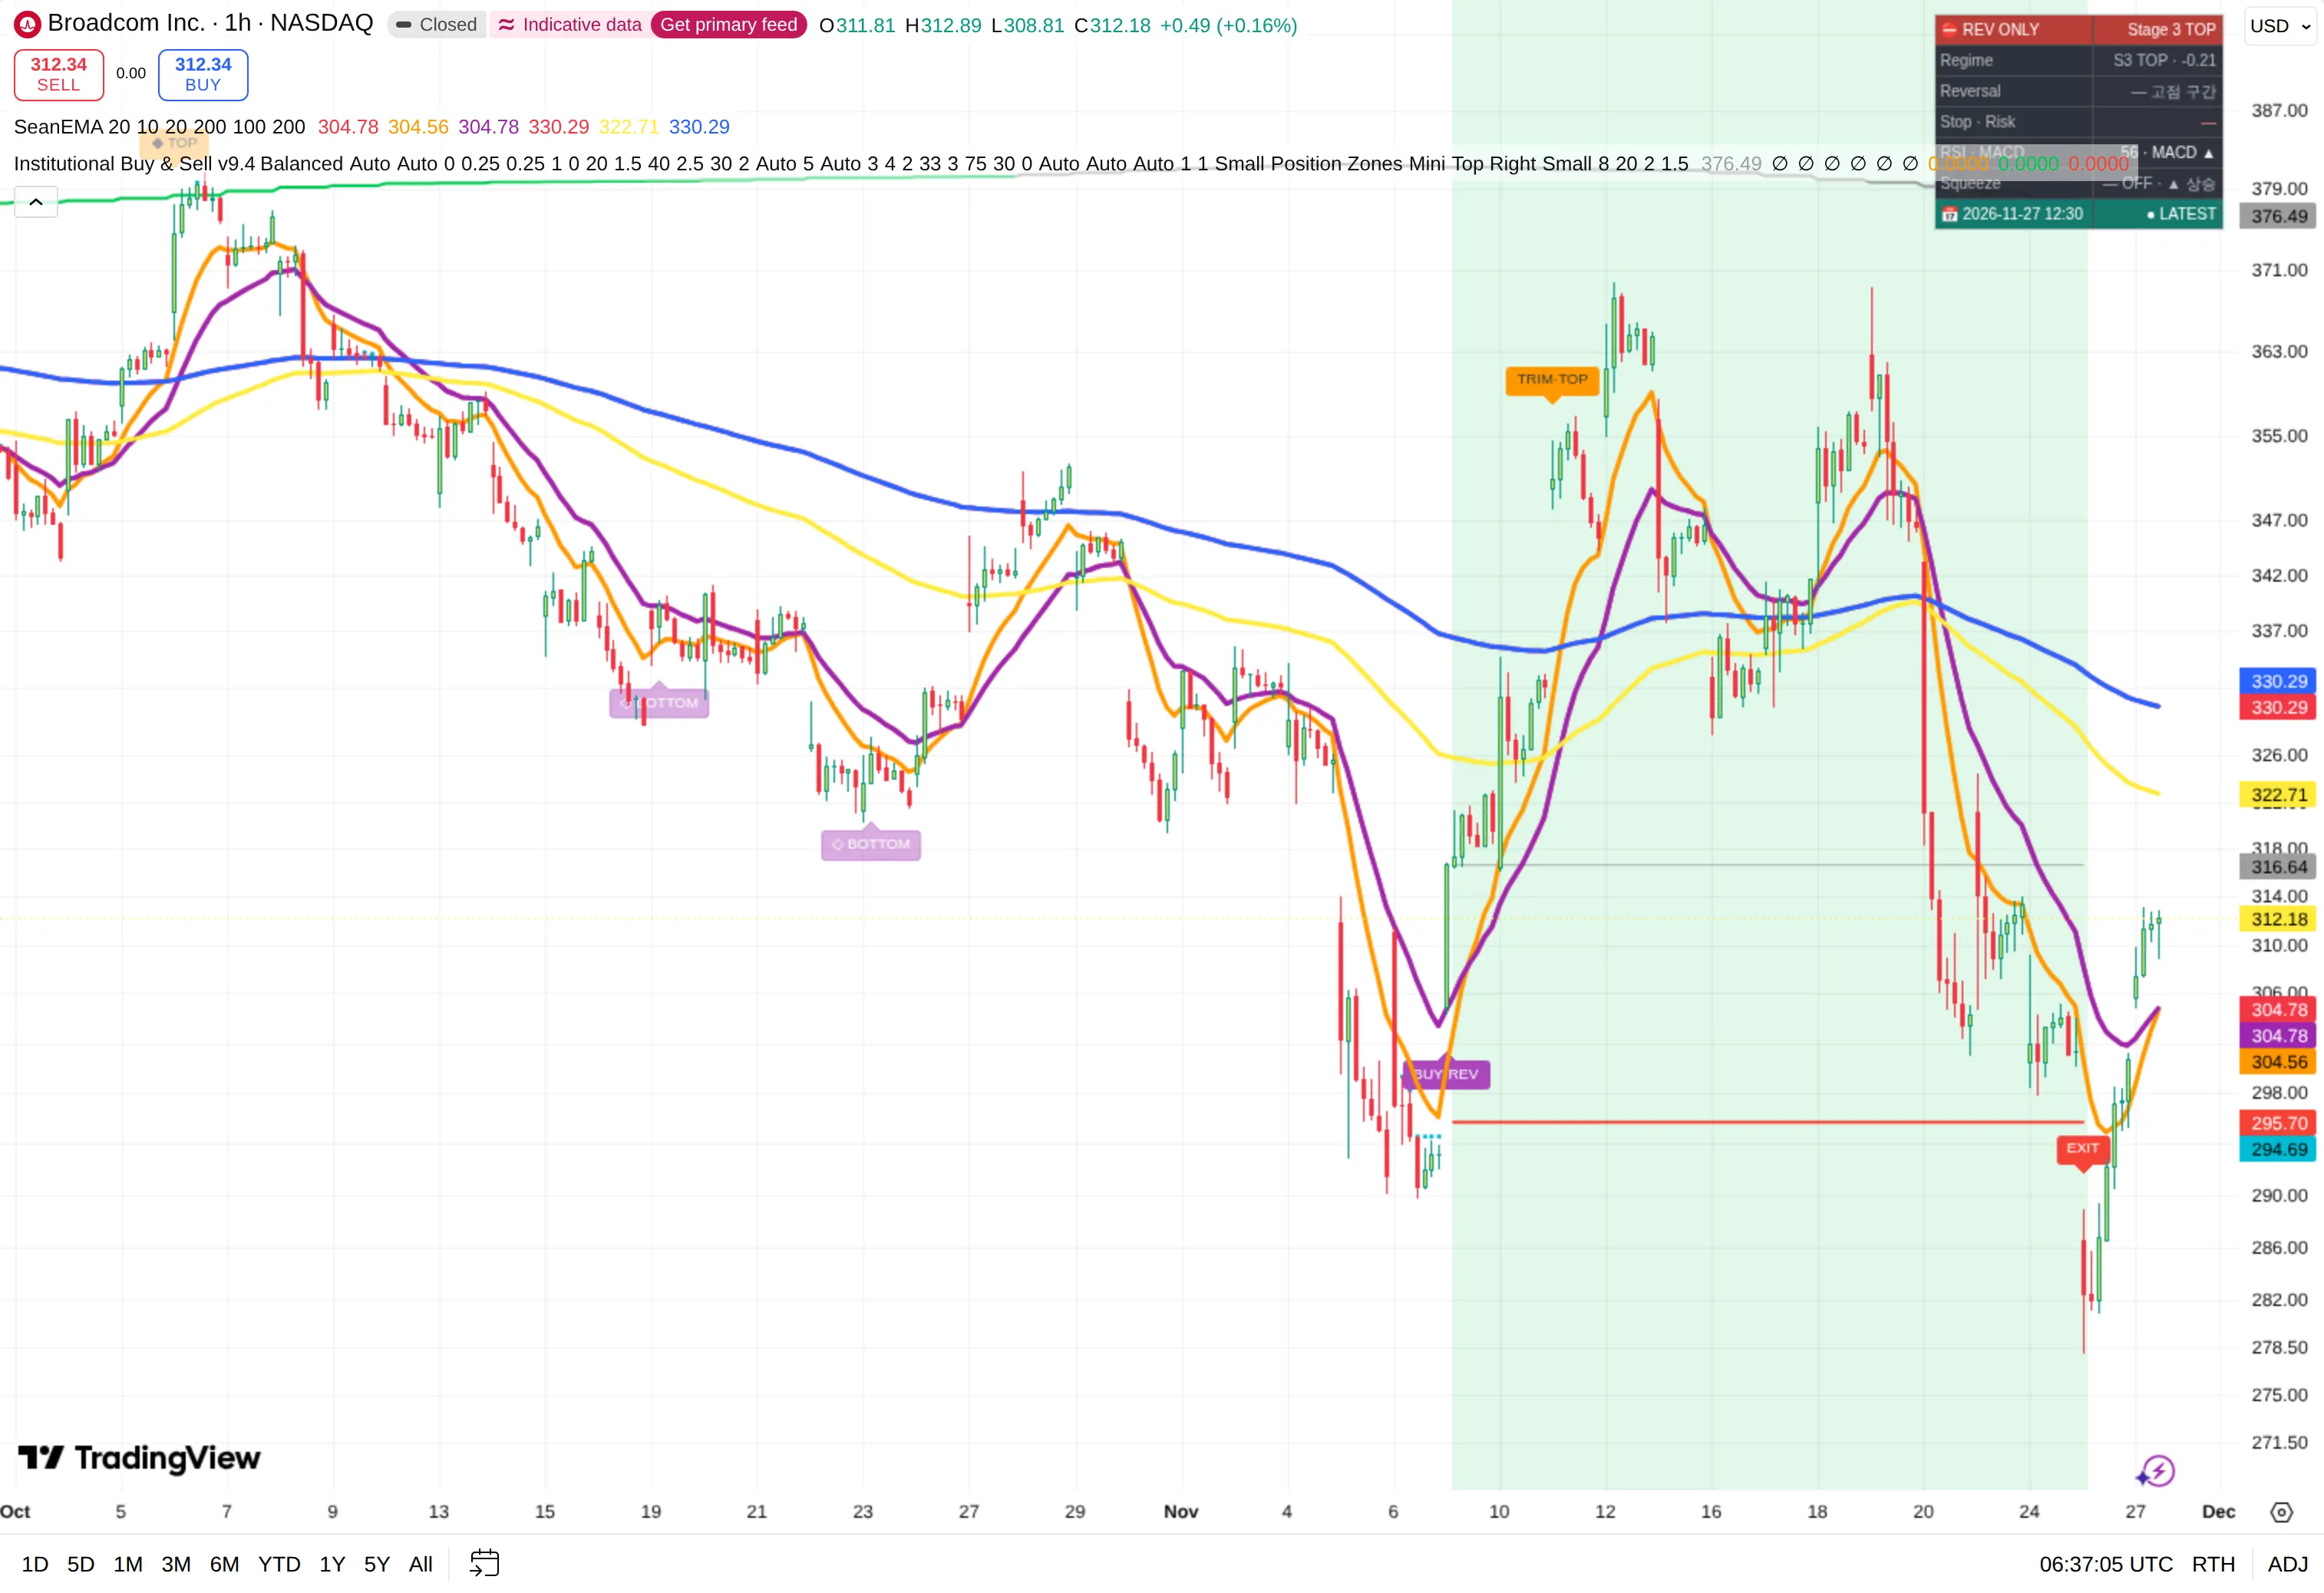 Broadcom Inc. · 1h · NASDAQ Closed Indicative data Get primary feed O311.81 H312.89 L308.81 C312.18 +0.49 (+0.16%)
312.34 SELL 0.00 312.34 BUY
SeanEMA 20 10 20 200 100 200 304.78 304.56 304.78 330.29 322.71 330.29
◆ TOP
Institutional Buy & Sell v9.4 Balanced Auto Auto 0 0.25 0.25 1 0 20 1.5 40 2.5 30 2 Auto 5 Auto 3 4 2 33 3 75 30 0 Auto Auto Auto 1 1 Small Position Zones Mini Top Right Small 8 20 2 1.5 376.49 ∅ ∅ ∅ ∅ ∅ ∅ 0.0000 0.0000 0.0000
REV ONLY Stage 3 TOP
Regime S3 TOP · -0.21
Reversal — 고점 구간
Stop · Risk —
RSI · MACD 56 · MACD ▲
Squeeze — OFF · ▲ 상승
2026-11-27 12:30 ● LATEST
USD
387.00
379.00
376.49
371.00
363.00
355.00
347.00
342.00
337.00
330.29
330.29
326.00
322.71
318.00
316.64
314.00
312.18
310.00
306.00
304.78
304.78
304.56
298.00
295.70
294.69
290.00
286.00
282.00
278.50
275.00
271.50
TRIM·TOP
◇ BOTTOM
◇ BOTTOM
BUY REV
EXIT
TradingView
Oct 5 7 9 13 15 19 21 23 27 29 Nov 4 6 10 12 16 18 20 24 27 Dec
1D 5D 1M 3M 6M YTD 1Y 5Y All 06:37:05 UTC RTH ADJ